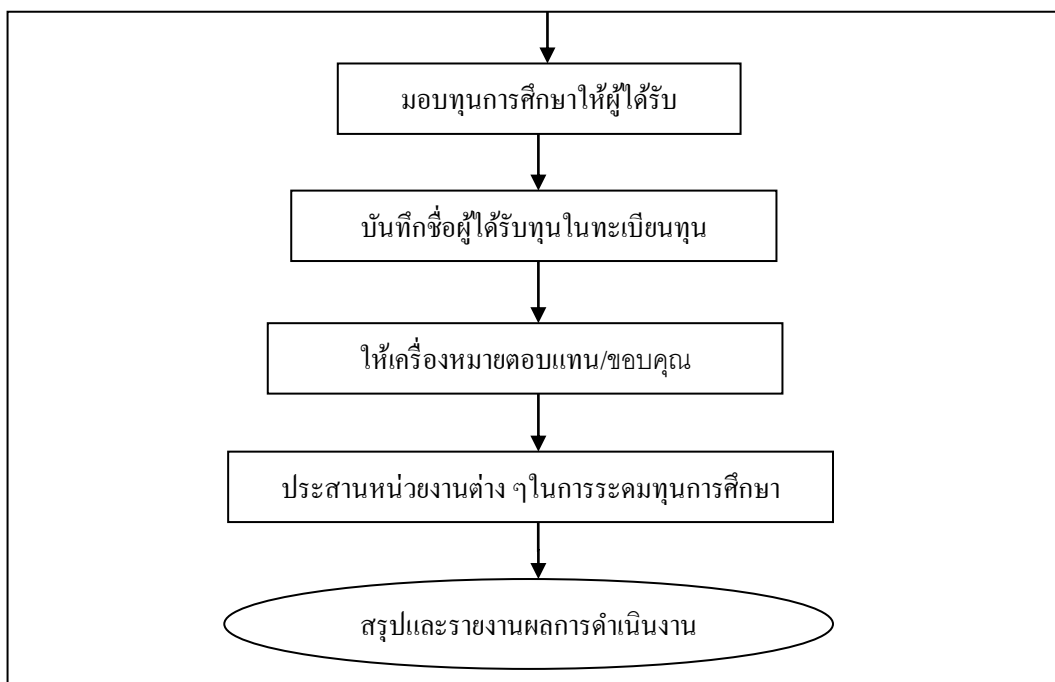 มอบทุนการศึกษาให้ผู้ได้รับ
บันทึกชื่อผู้ได้รับทุนในทะเบียนทุน
ให้เครื่องหมายตอบแทน/ขอบคุณ
ประสานหน่วยงานต่าง ๆในการระดมทุนการศึกษา
สรุปและรายงานผลการดำเนินงาน